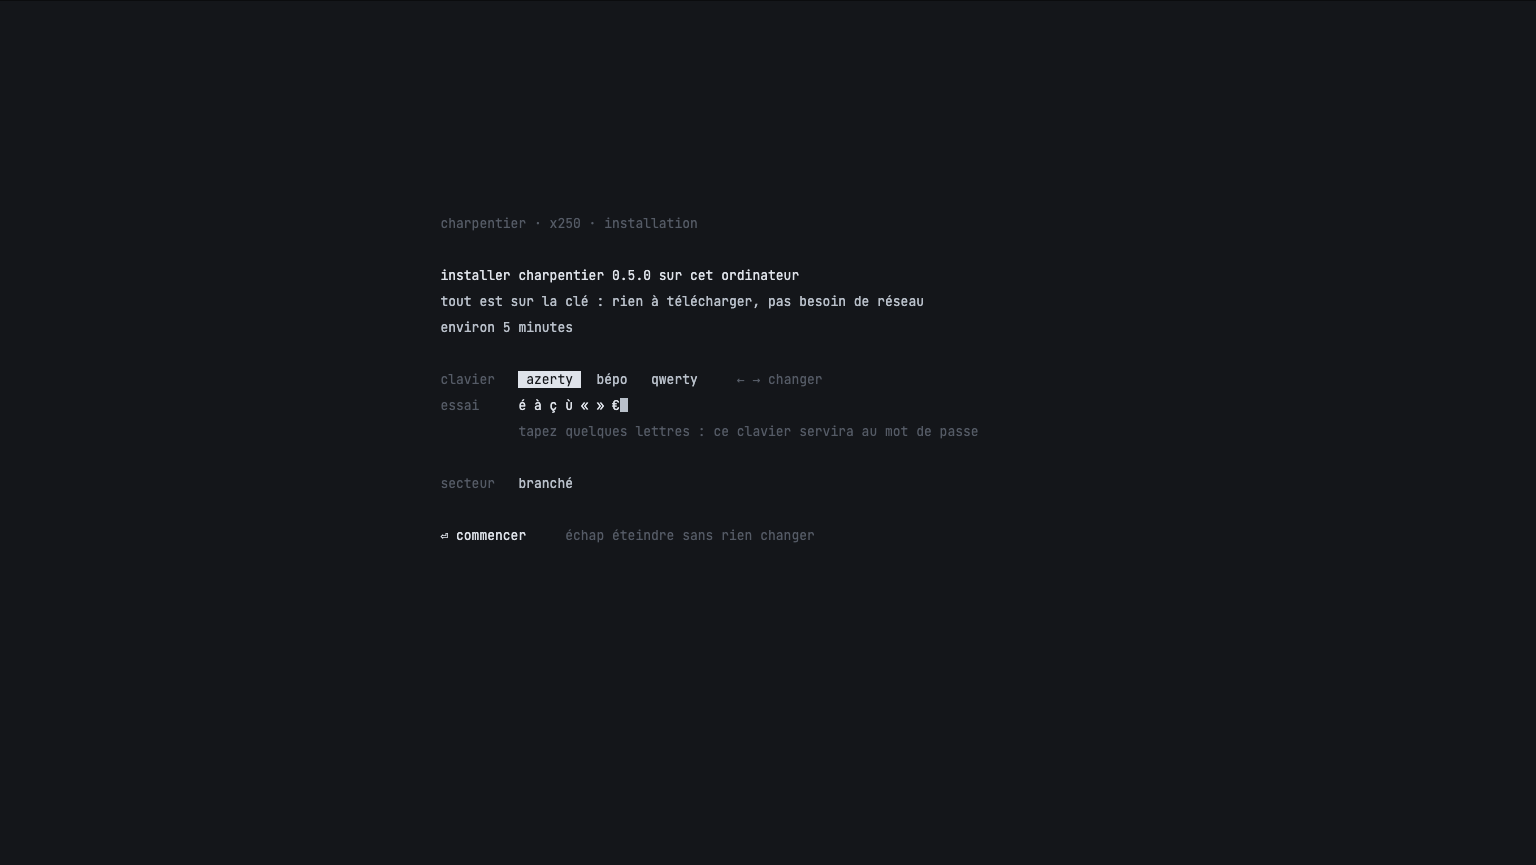 charpentier · x250 · installation
installer charpentier 0.5.0 sur cet ordinateur
tout est sur la clé : rien à télécharger, pas besoin de réseau
environ 5 minutes
clavier azerty bépo qwerty ← → changer
essai é à ç ù « » €
tapez quelques lettres : ce clavier servira au mot de passe
secteur branché
⏎ commencer échap éteindre sans rien changer